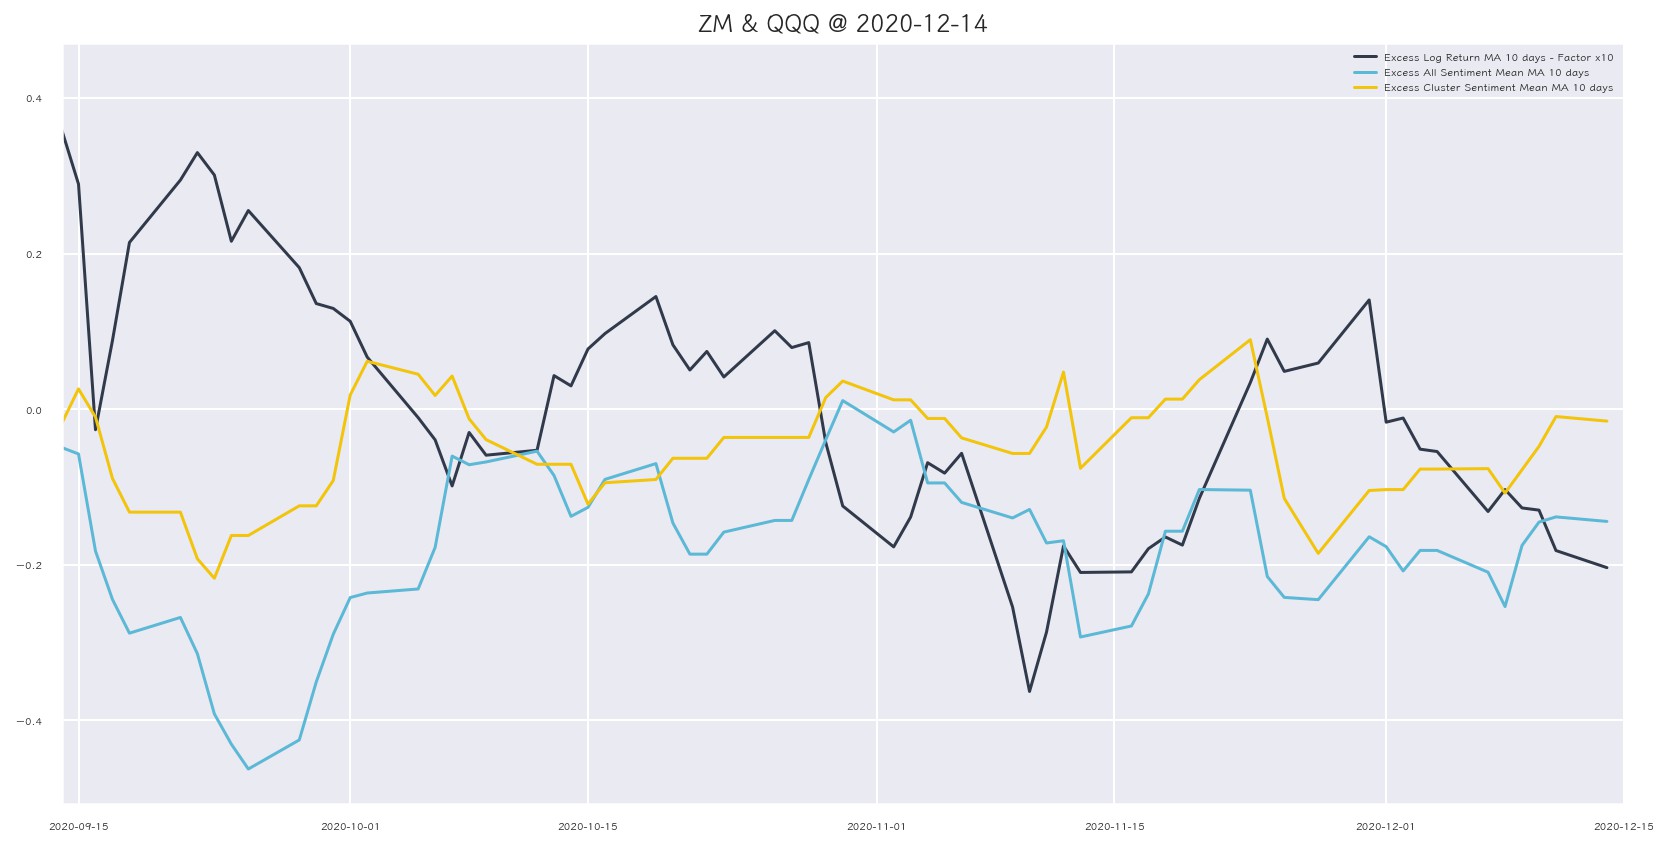 ZM & QQQ @ 2020-12-14
Excess Log Return MA 10 days - Factor x10
Excess All Sentiment Mean MA 10 days
Excess Cluster Sentiment Mean MA 10 days
0.4
0.2
0.0
−0.2
−0.4
2020-09-15 2020-10-01 2020-10-15 2020-11-01 2020-11-15 2020-12-01 2020-12-15